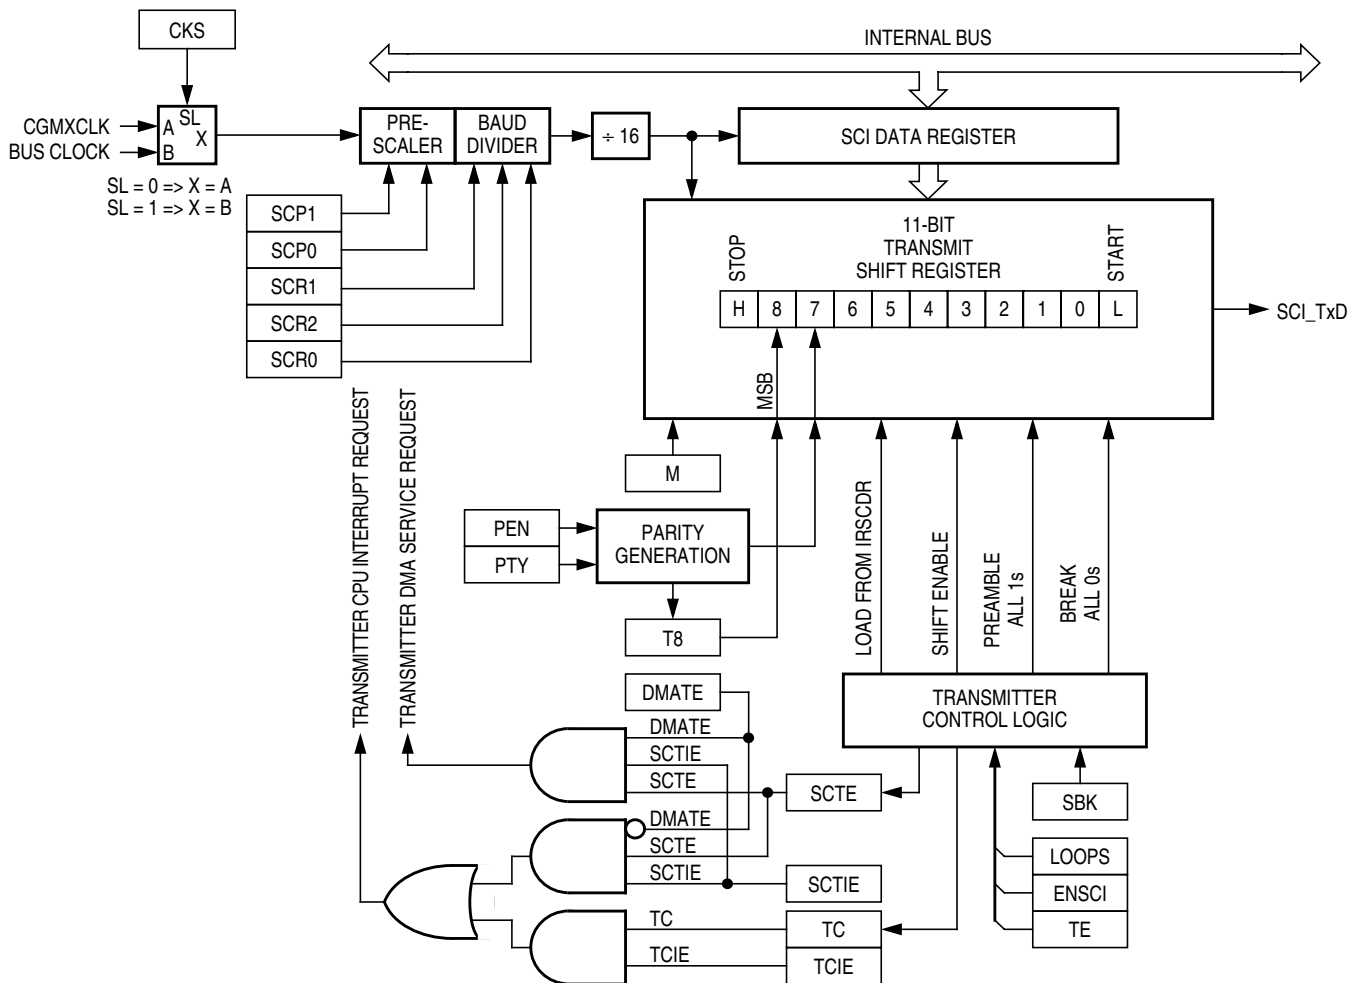 CKS
INTERNAL BUS
CGMXCLK
BUS CLOCK
A
SL
X
B
SL = 0 => X = A
SL = 1 => X = B
PRE-
SCALER
BAUD
DIVIDER
÷ 16
SCI DATA REGISTER
SCP1
SCP0
SCR1
SCR2
SCR0
11-BIT
TRANSMIT
SHIFT REGISTER
STOP
START
H 8 7 6 5 4 3 2 1 0 L
SCI_TxD
MSB
M
PEN
PTY
PARITY
GENERATION
T8
TRANSMITTER CPU INTERRUPT REQUEST
TRANSMITTER DMA SERVICE REQUEST
LOAD FROM IRSCDR
SHIFT ENABLE
PREAMBLE
ALL 1s
BREAK
ALL 0s
TRANSMITTER
CONTROL LOGIC
DMATE
DMATE
SCTIE
SCTE
SCTE
DMATE
SCTE
SCTIE
SCTIE
TC
TC
TCIE
TCIE
SBK
LOOPS
ENSCI
TE